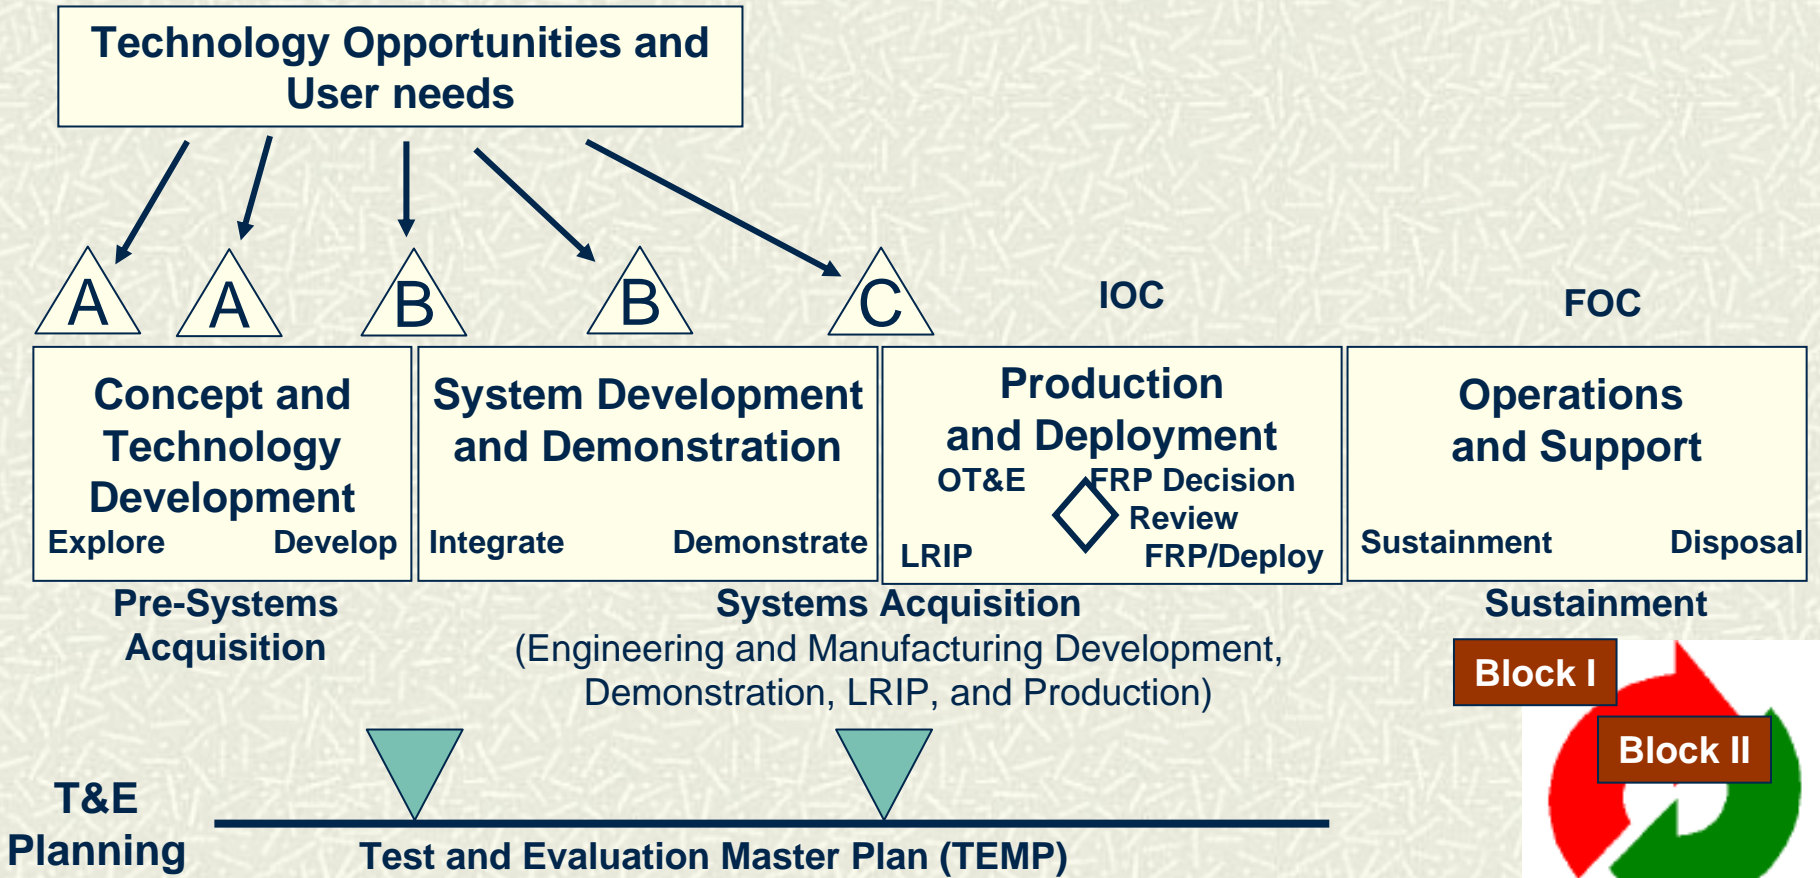 Technology Opportunities and
User needs
A
A
B
B
C
IOC
FOC
Concept and
Technology
Development
Explore
Develop
System Development
and Demonstration
Integrate
Demonstrate
Production
and Deployment
OT&E
FRP Decision
Review
LRIP
FRP/Deploy
Operations
and Support
Sustainment
Disposal
Pre-Systems
Acquisition
Systems Acquisition
(Engineering and Manufacturing Development,
Demonstration, LRIP, and Production)
Sustainment
Block I
Block II
T&E
Planning
Test and Evaluation Master Plan (TEMP)